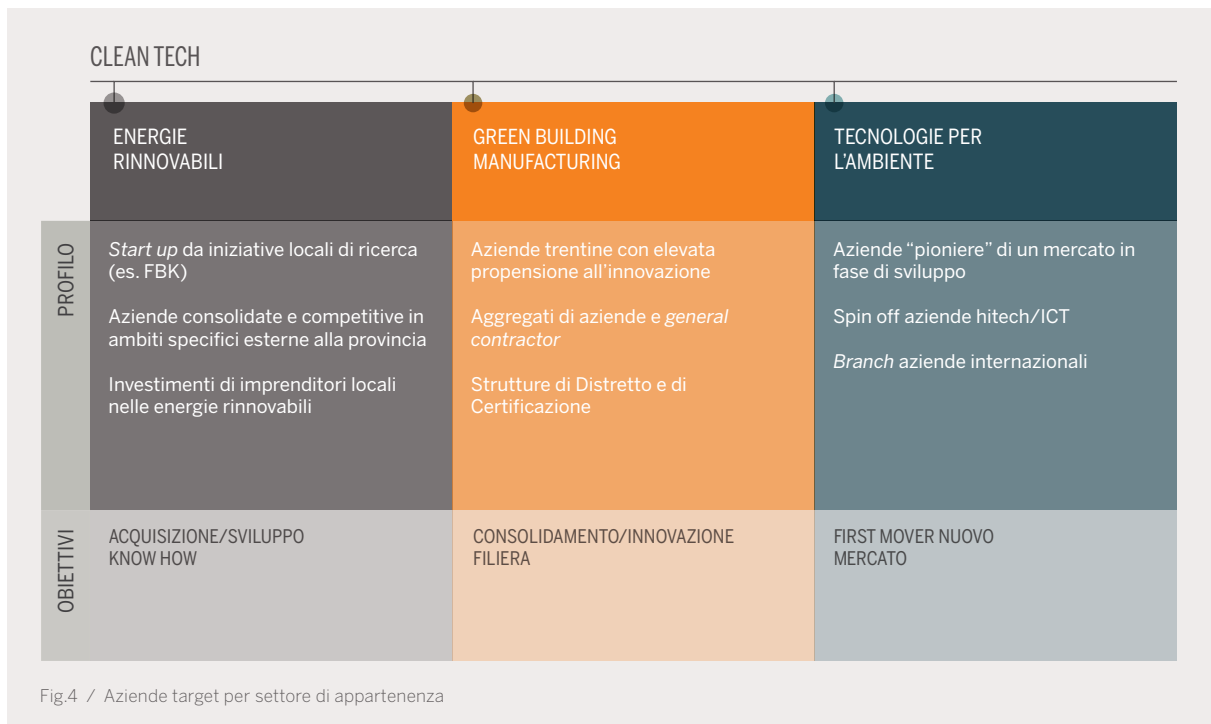 CLEAN TECH
ENERGIE
RINNOVABILI
GREEN BUILDING
MANUFACTURING
TECNOLOGIE PER
L'AMBIENTE
PROFILO
Start up da iniziative locali di ricerca
(es. FBK)
Aziende consolidate e competitive in
ambiti specifici esterne alla provincia
Investimenti di imprenditori locali
nelle energie rinnovabili
Aziende trentine con elevata
propensione all'innovazione
Aggregati di aziende e general
contractor
Strutture di Distretto e di
Certificazione
Aziende “pioniere” di un mercato in
fase di sviluppo
Spin off aziende hitech/ICT
Branch aziende internazionali
OBIETTIVI
ACQUISIZIONE/SVILUPPO
KNOW HOW
CONSOLIDAMENTO/INNOVAZIONE
FILIERA
FIRST MOVER NUOVO
MERCATO
Fig.4 / Aziende target per settore di appartenenza